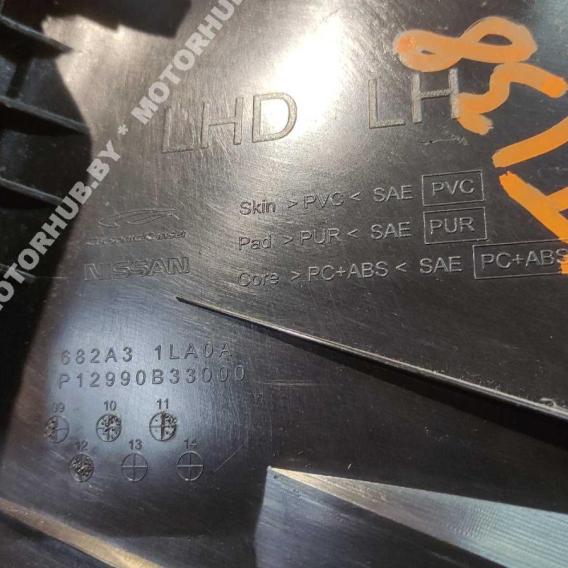 LHD LH
Skin > PVC < SAE PVC
Pad > PUR < SAE PUR
Core > PC+ABS < SAE PC+ABS
NISSAN
682A3 1LA0A
P12990B33000
09 10 11
12 13 14
MOTORHUB.BY * MOTORHUB